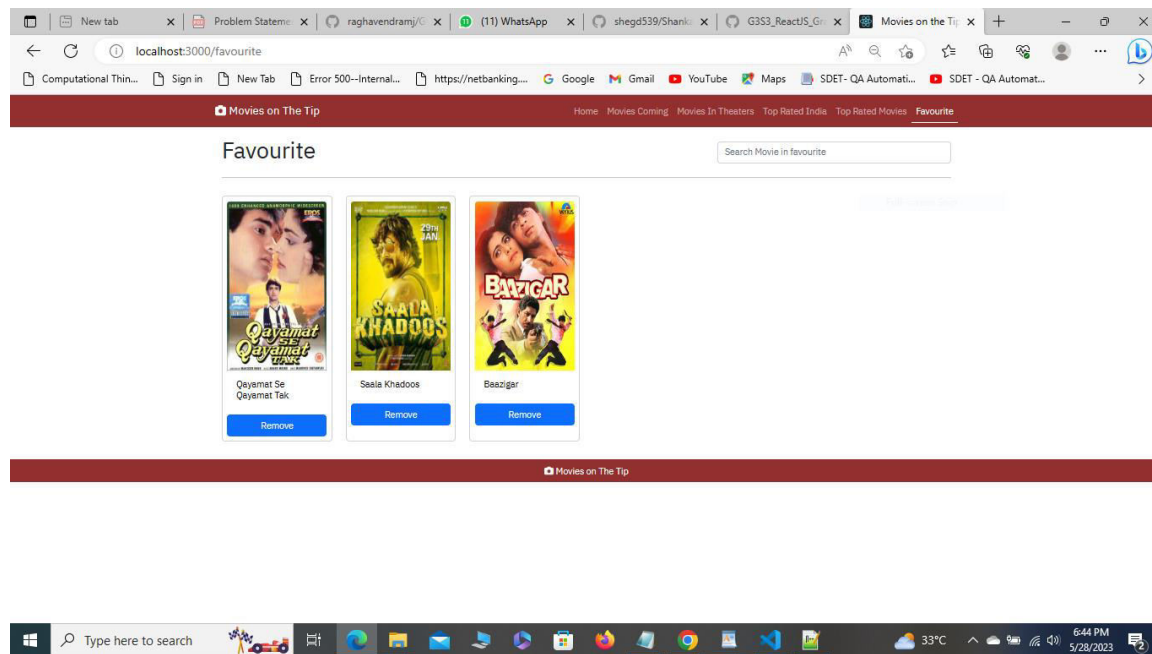 New tab
Problem Stateme
raghavendramj/G
(11) WhatsApp
shegd539/Shanka
G3S3_ReactJS_Gr
Movies on the Tip
localhost:3000/favourite
Computational Thin...
Sign in
New Tab
Error 500--Internal...
https://netbanking....
Google
Gmail
YouTube
Maps
SDET- QA Automati...
SDET - QA Automat...
Movies on The Tip
Home
Movies Coming
Movies In Theaters
Top Rated India
Top Rated Movies
Favourite
Favourite
Search Movie in favourite
EROS
Qayamat
SE
Qayamat
TAK
29TH
JAN
SAALA
KHADOOS
VENUS
BAAZIGAR
Qayamat Se
Qayamat Tak
Saala Khadoos
Baazigar
Remove
Remove
Remove
Movies on The Tip
Type here to search
33°C
6:44 PM
5/28/2023
2